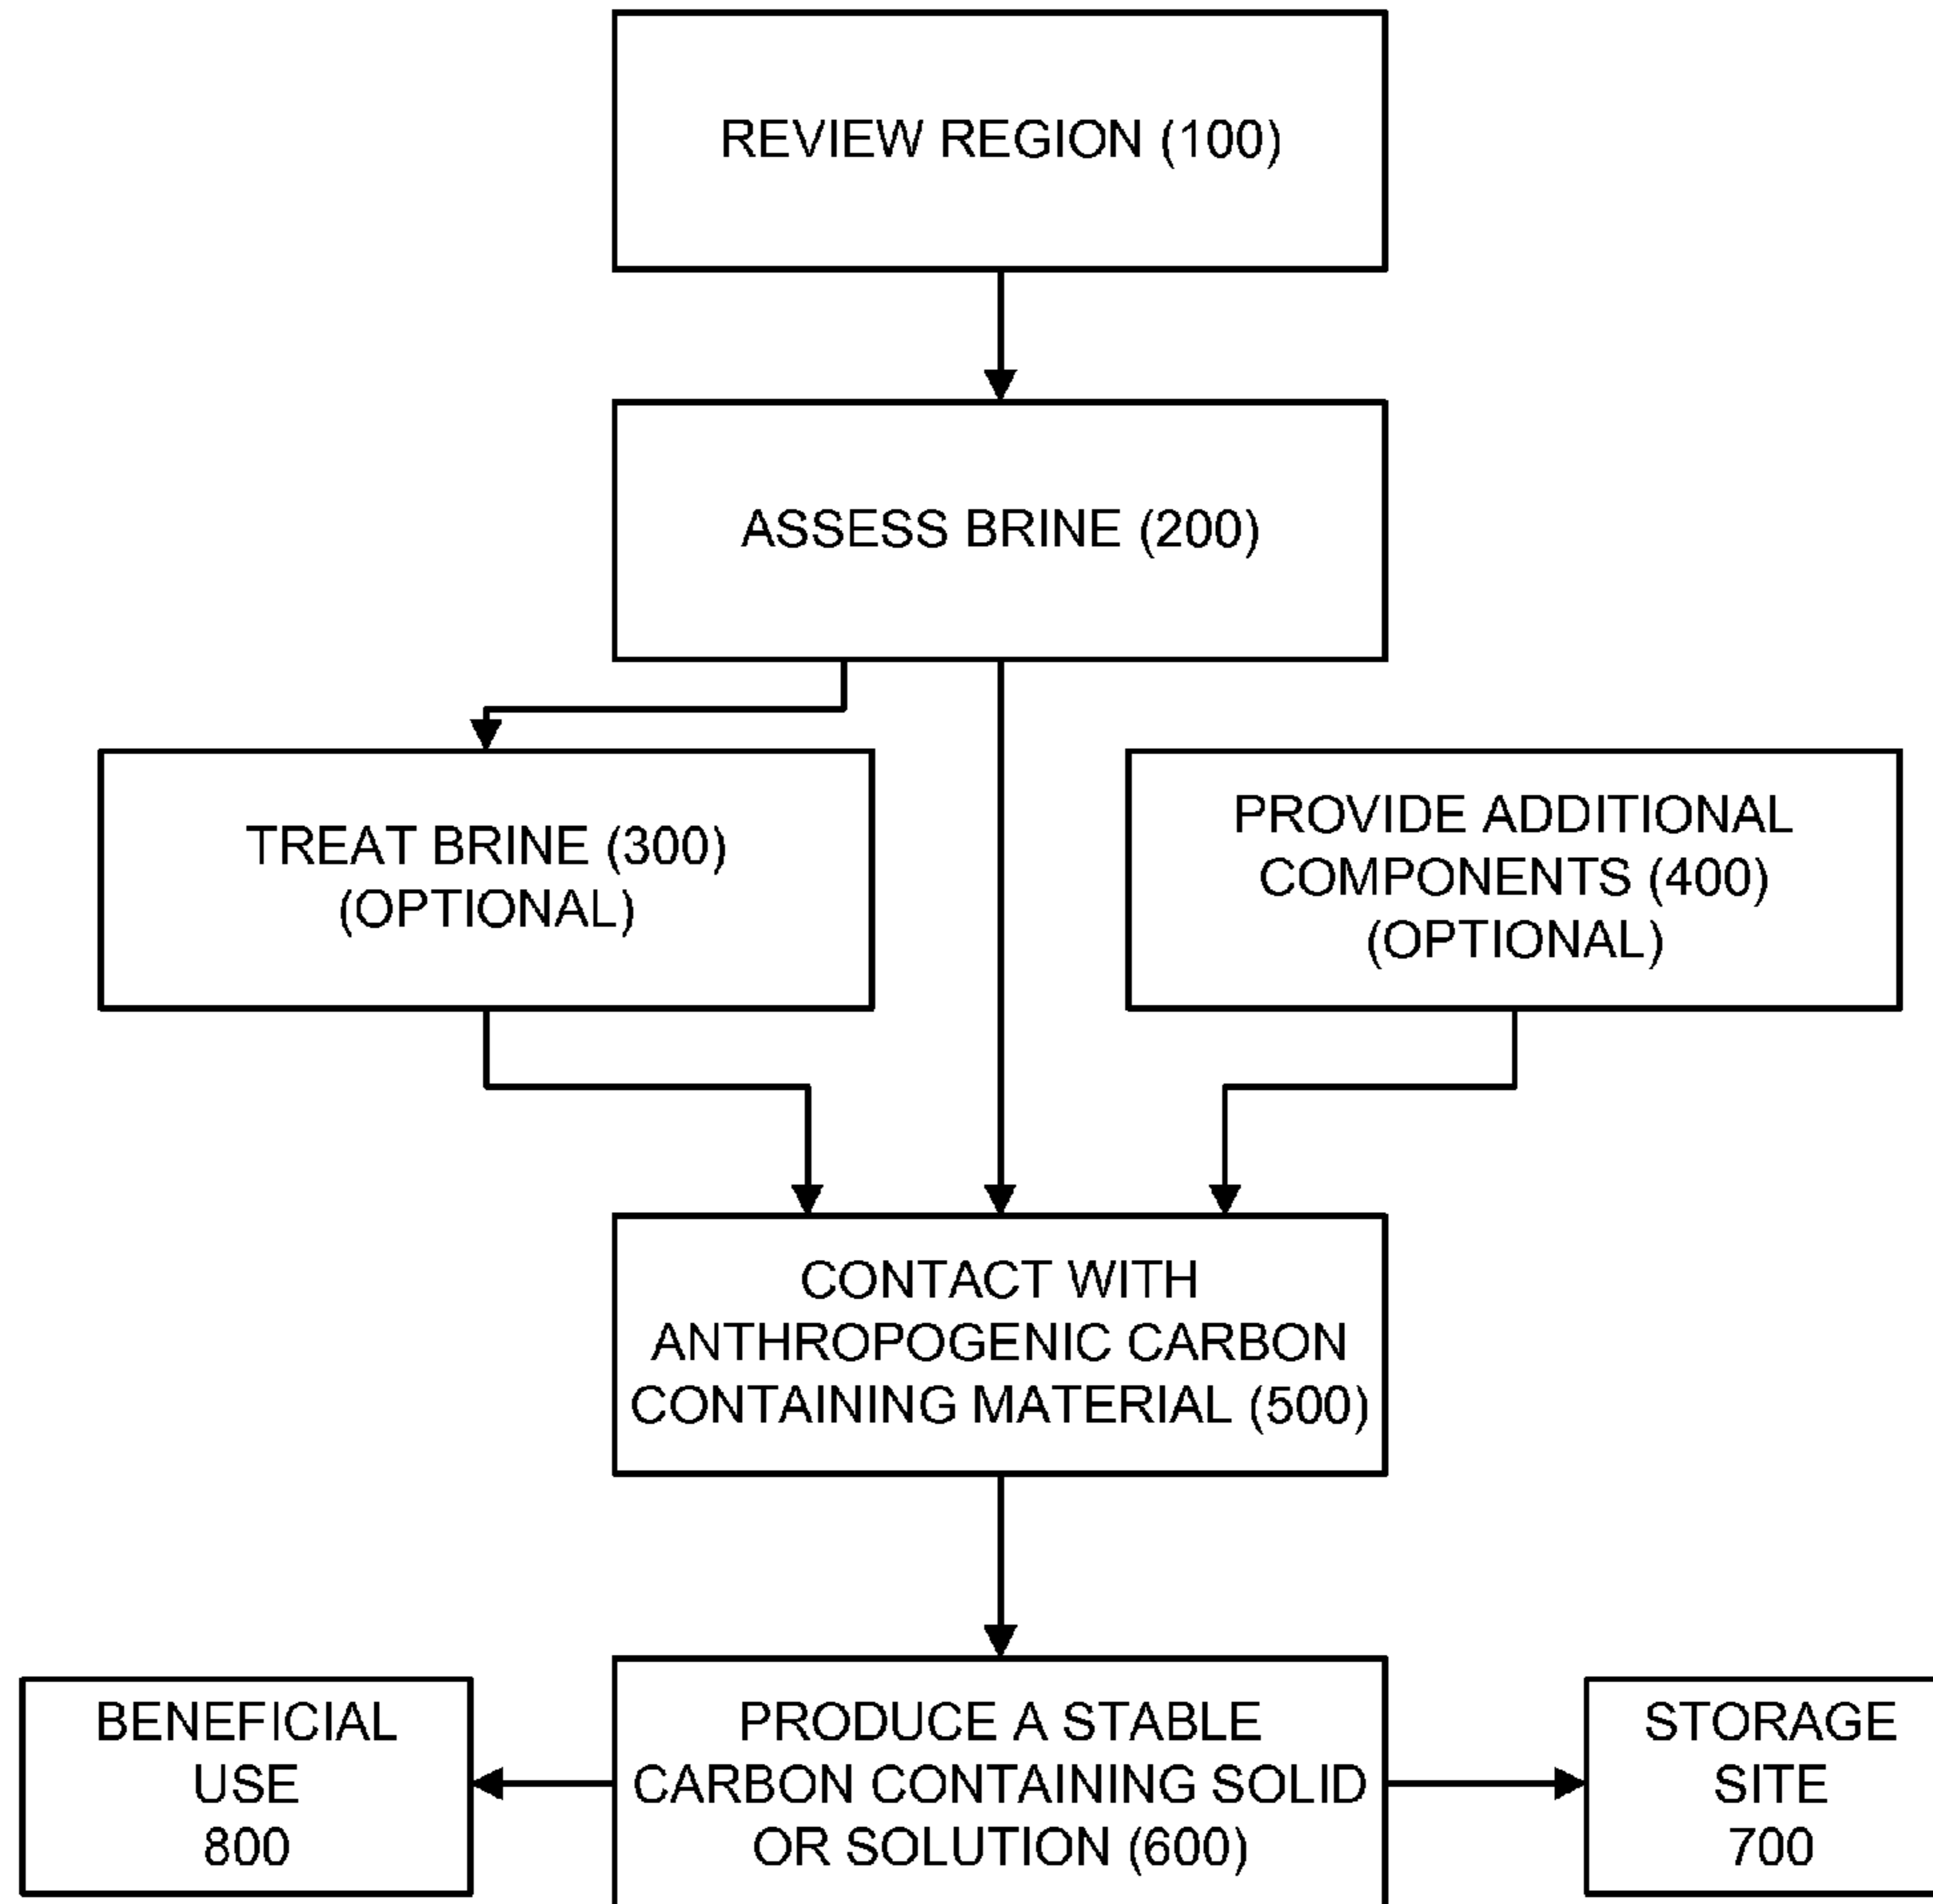 REVIEW REGION (100)
ASSESS BRINE (200)
TREAT BRINE (300)
(OPTIONAL)
PROVIDE ADDITIONAL
COMPONENTS (400)
(OPTIONAL)
CONTACT WITH
ANTHROPOGENIC CARBON
CONTAINING MATERIAL (500)
BENEFICIAL
USE
800
PRODUCE A STABLE
CARBON CONTAINING SOLID
OR SOLUTION (600)
STORAGE
SITE
700